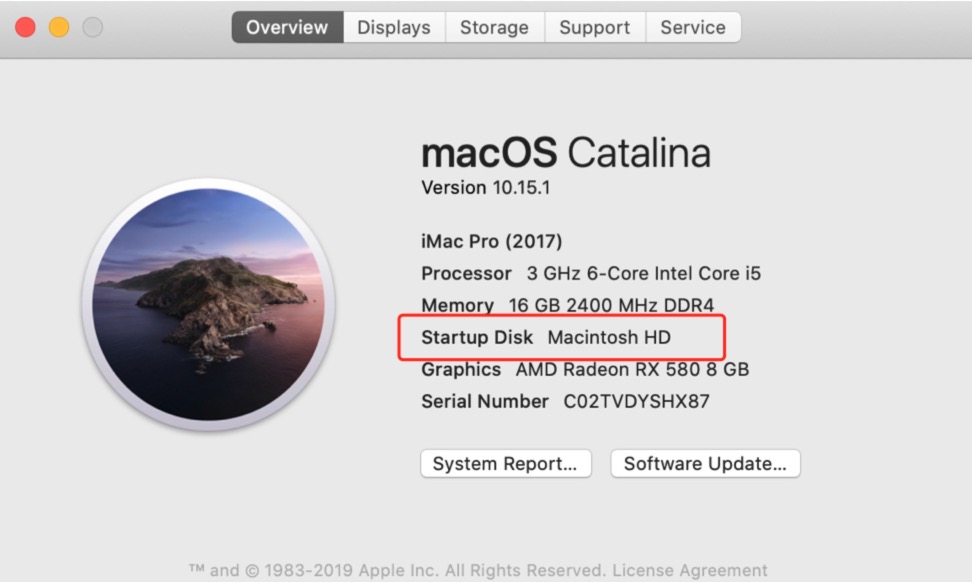 Overview Displays Storage Support Service
macOS Catalina
Version 10.15.1
iMac Pro (2017)
Processor 3 GHz 6-Core Intel Core i5
Memory 16 GB 2400 MHz DDR4
Startup Disk Macintosh HD
Graphics AMD Radeon RX 580 8 GB
Serial Number C02TVDYSHX87
System Report... Software Update...
™ and © 1983-2019 Apple Inc. All Rights Reserved. License Agreement